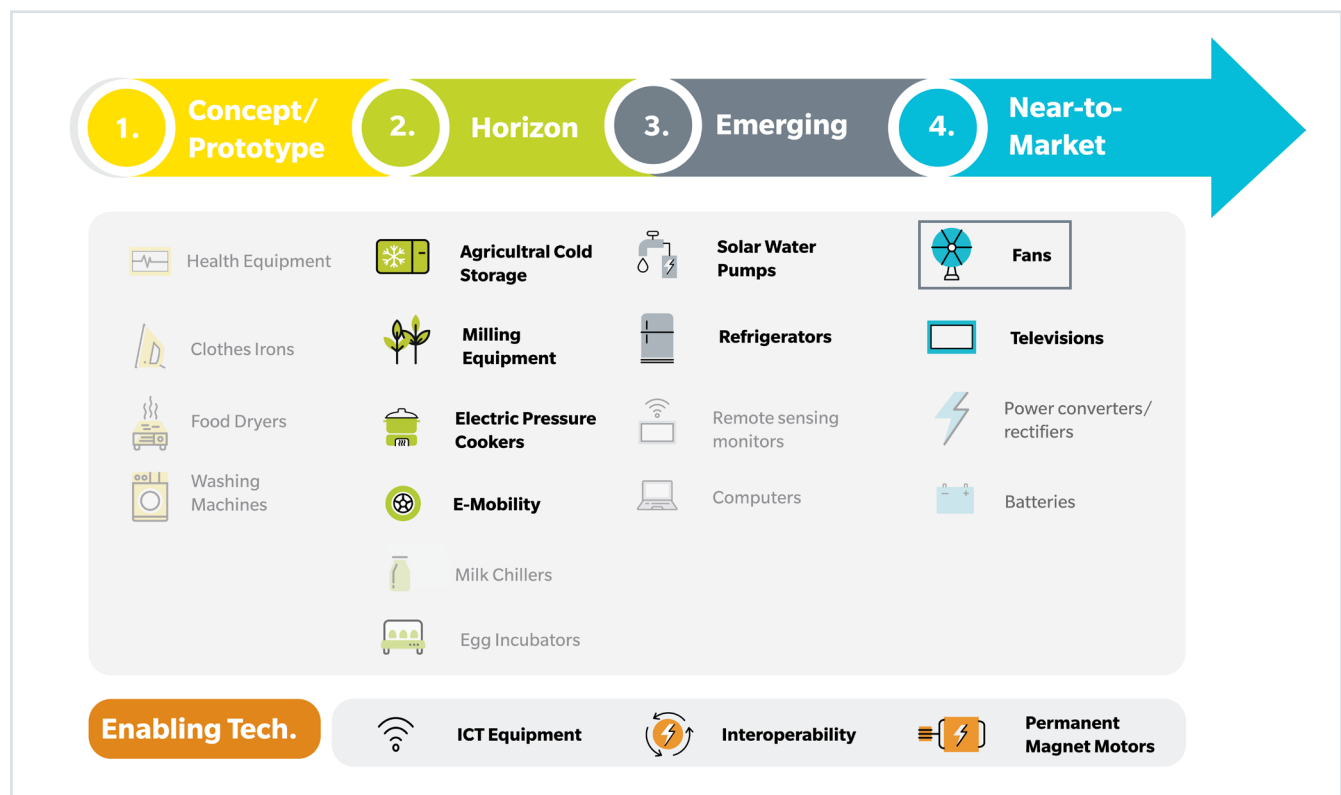 1.
Concept/
Prototype
2.
Horizon
3.
Emerging
4.
Near-to-
Market
Health Equipment
Clothes Irons
Food Dryers
Washing
Machines
Agricultral Cold
Storage
Milling
Equipment
Electric Pressure
Cookers
E-Mobility
Milk Chillers
Egg Incubators
Solar Water
Pumps
Refrigerators
Remote sensing
monitors
Computers
Fans
Televisions
Power converters/
rectifiers
Batteries
Enabling Tech.
ICT Equipment
Interoperability
Permanent
Magnet Motors